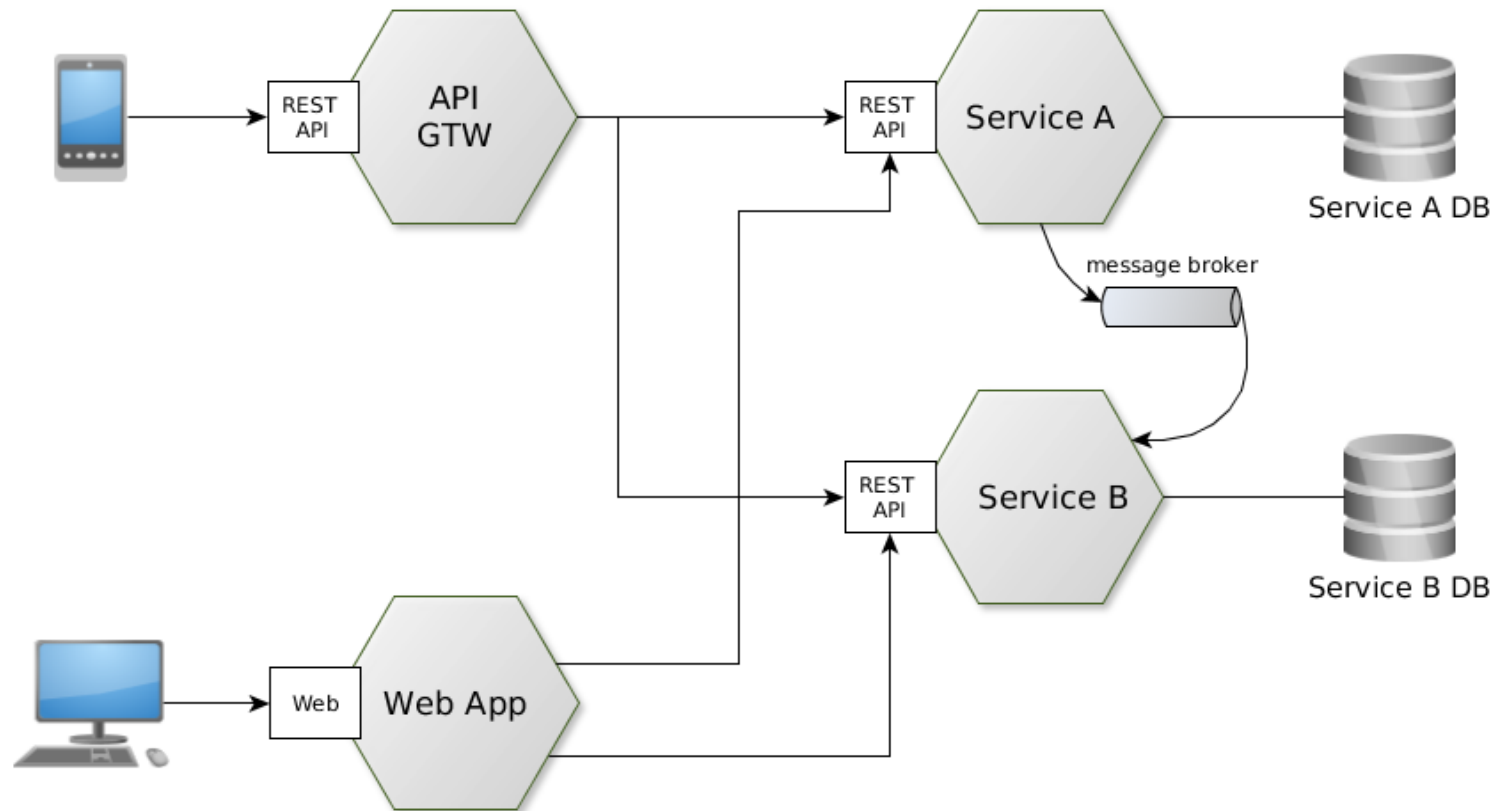 REST
API
API
GTW
REST
API
Service A
Service A DB
message broker
REST
API
Service B
Service B DB
Web
Web App